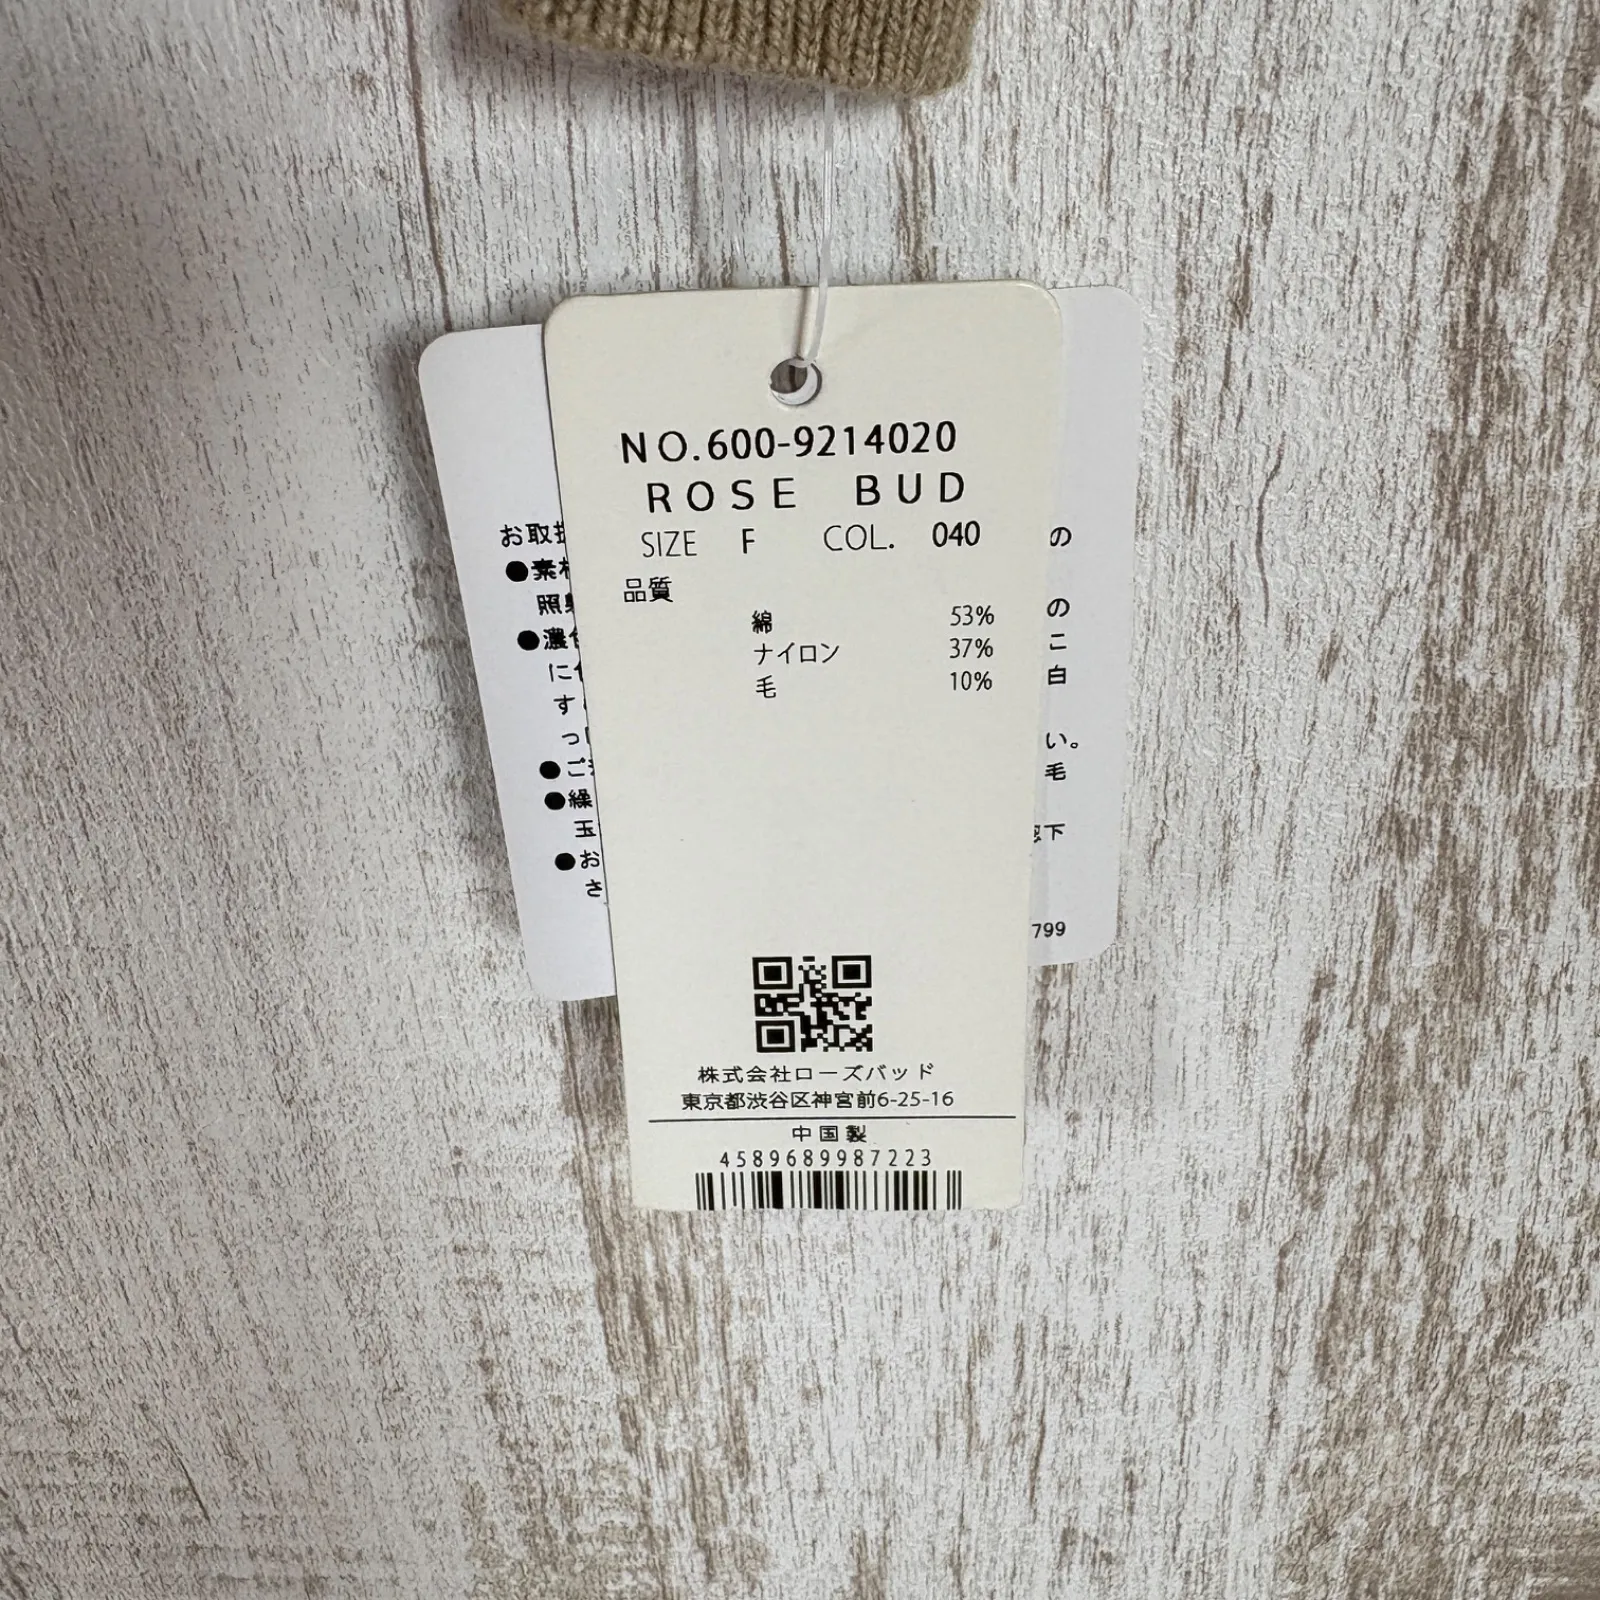 NO.600-9214020
ROSE BUD
SIZE F COL. 040
品質
綿 53%
ナイロン 37%
毛 10%
株式会社ローズバッド
東京都渋谷区神宮前6-25-16
中国製
4589689987223
お取
●素
照
●濃
に
す
っ
●ご
●繰
玉
●お
さ
の
の
こ
白
い。
毛
下
799